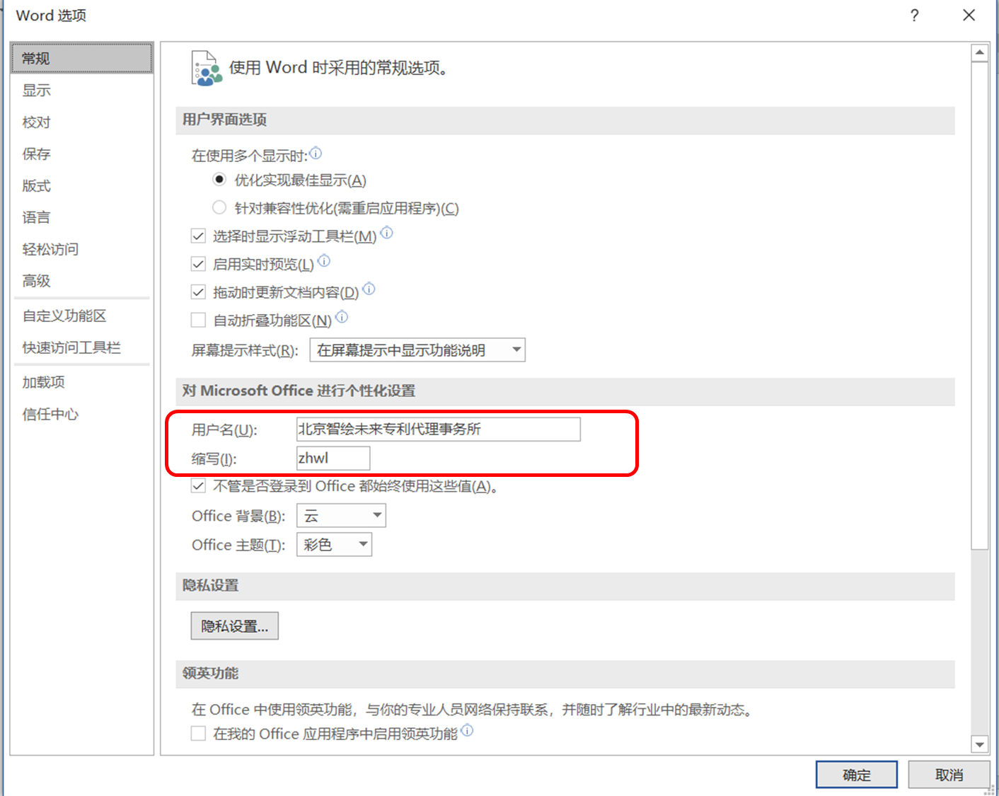 Word 选项
?
常规
显示
校对
保存
版式
语言
轻松访问
高级
自定义功能区
快速访问工具栏
加载项
信任中心
使用 Word 时采用的常规选项。
用户界面选项
在使用多个显示时:
优化实现最佳显示(A)
针对兼容性优化(需重启应用程序)(C)
选择时显示浮动工具栏(M)
启用实时预览(L)
拖动时更新文档内容(D)
自动折叠功能区(N)
屏幕提示样式(R): 在屏幕提示中显示功能说明
对 Microsoft Office 进行个性化设置
用户名(U): 北京智绘未来专利代理事务所
缩写(I): zhwl
不管是否登录到 Office 都始终使用这些值(A)。
Office 背景(B): 云
Office 主题(T): 彩色
隐私设置
隐私设置...
领英功能
在 Office 中使用领英功能，与你的专业人员网络保持联系，并随时了解行业中的最新动态。
在我的 Office 应用程序中启用领英功能
确定 取消